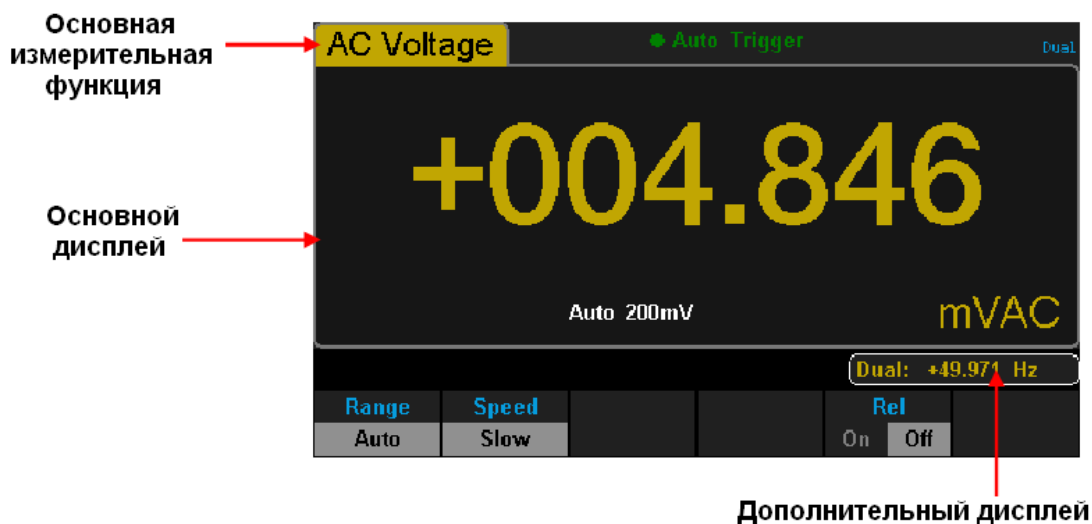 Основная
измерительная
функция
AC Voltage
Auto Trigger
Dual
+004.846
Основной
дисплей
Auto 200mV
mVAC
Dual: +49.971 Hz
Range Speed Rel
Auto Slow On Off
Дополнительный дисплей